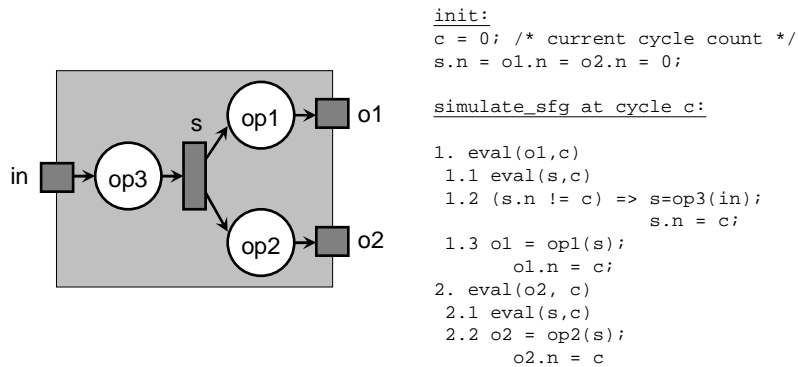 in
op3
s
op1
o1
op2
o2
init:
c = 0; /* current cycle count */
s.n = o1.n = o2.n = 0;
simulate_sfg at cycle c:
1. eval(o1,c)
1.1 eval(s,c)
1.2 (s.n != c) => s=op3(in);
s.n = c;
1.3 o1 = op1(s);
o1.n = c;
2. eval(o2, c)
2.1 eval(s,c)
2.2 o2 = op2(s);
o2.n = c